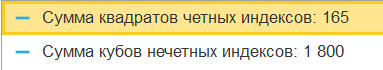 — Сумма квадратов четных индексов: 165
— Сумма кубов нечетных индексов: 1 800